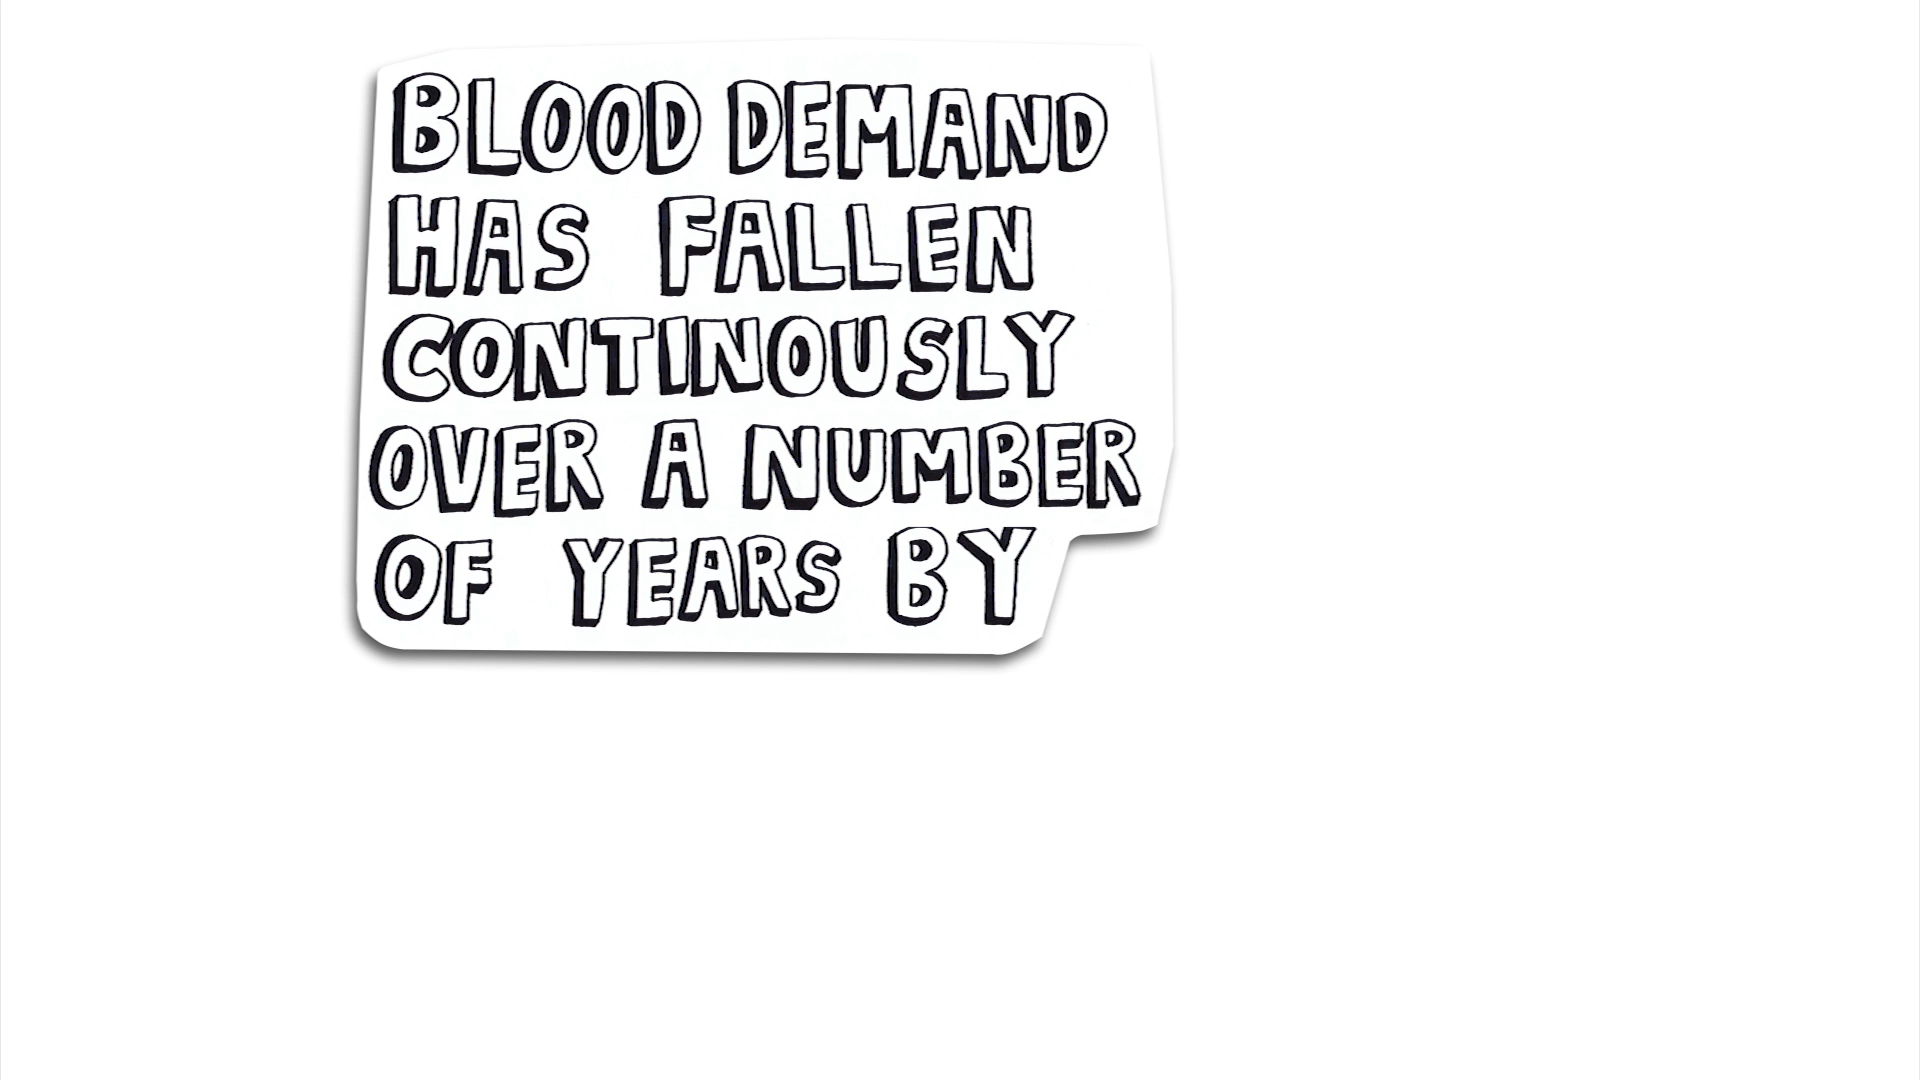 BLOOD DEMAND
HAS FALLEN
CONTINOUSLY
OVER A NUMBER
OF YEARS BY